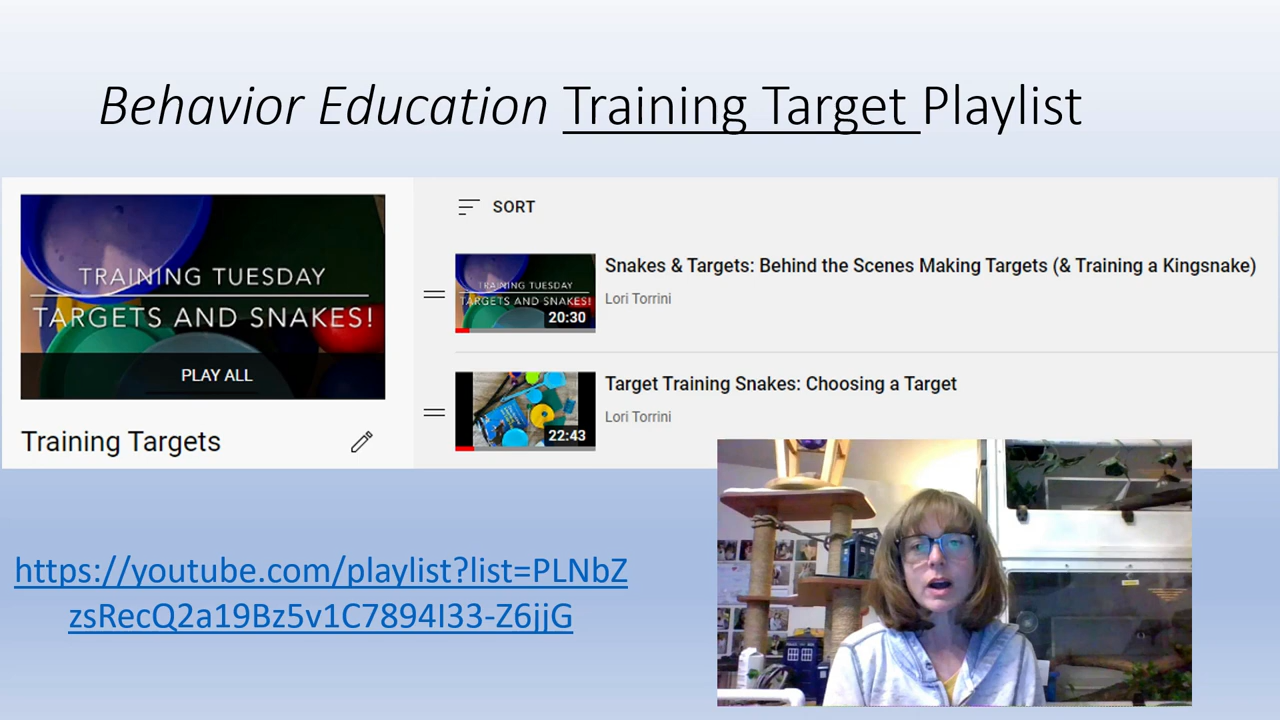 Behavior Education Training Target Playlist
TRAINING TUESDAY
TARGETS AND SNAKES!
PLAY ALL
Training Targets
SORT
TRAINING TUESDAY
TARGETS AND SNAKES!
20:30
Snakes & Targets: Behind the Scenes Making Targets (& Training a Kingsnake)
Lori Torrini
22:43
Target Training Snakes: Choosing a Target
Lori Torrini
https://youtube.com/playlist?list=PLNbZ
zsRecQ2a19Bz5v1C7894I33-Z6jjG